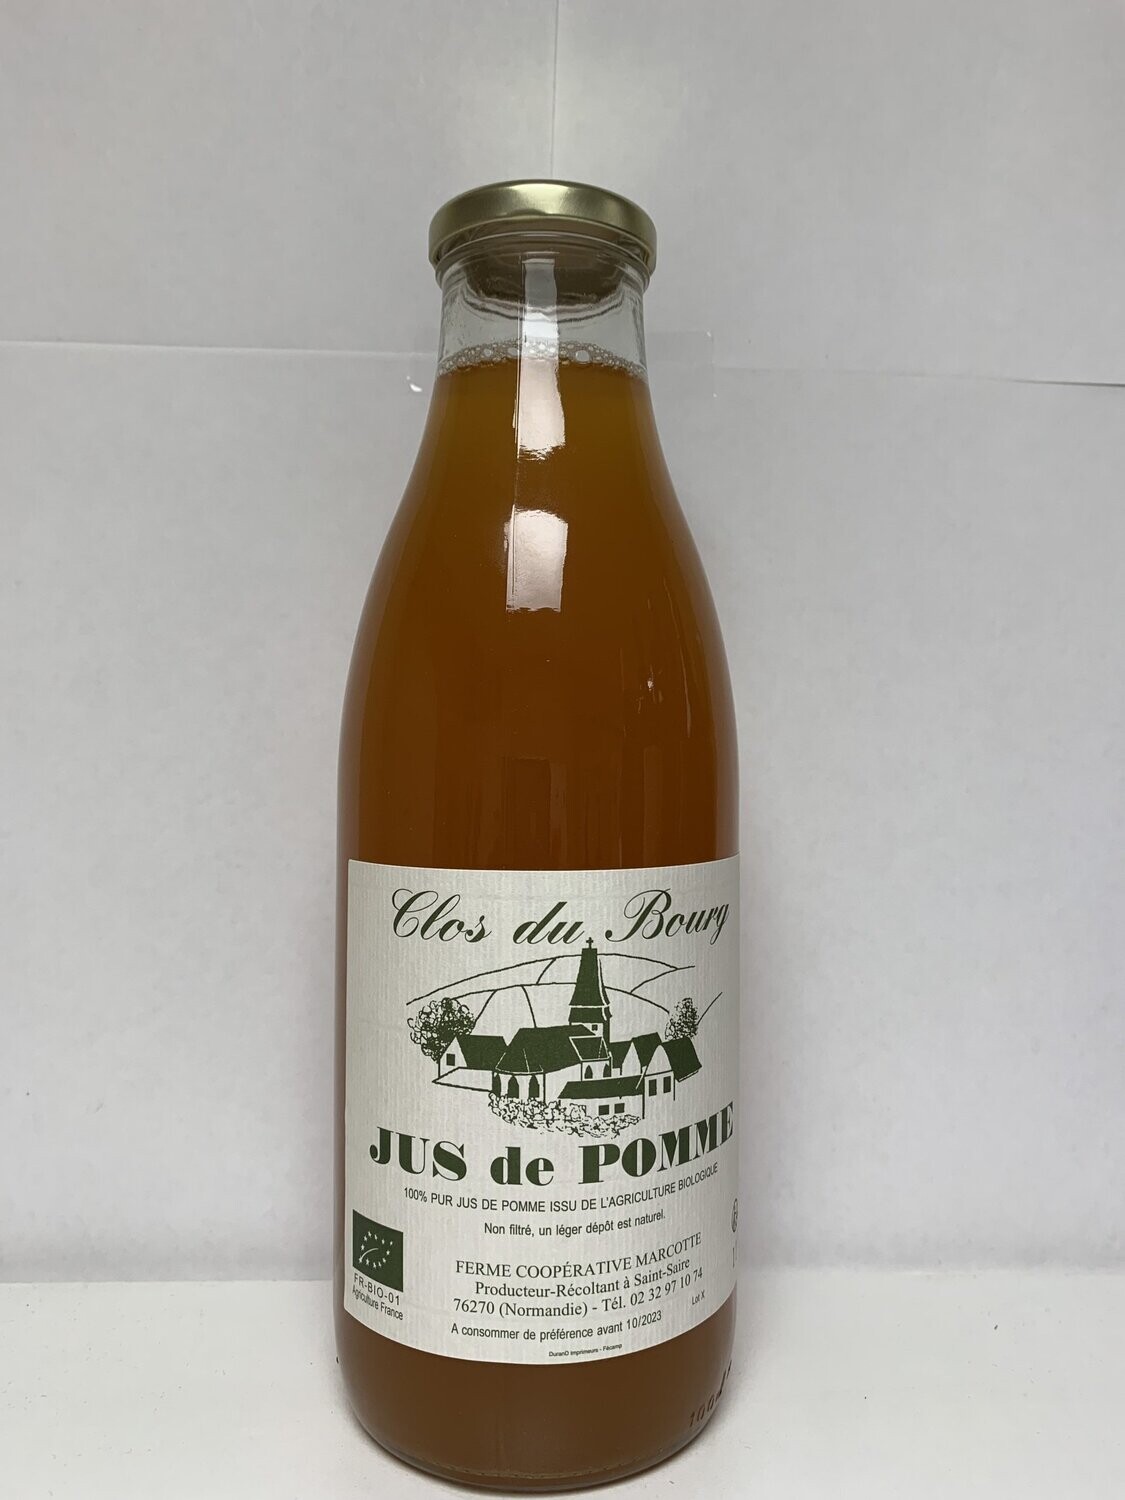 Clos du Bourg
JUS de POMME
100% PUR JUS DE POMME ISSU DE L'AGRICULTURE BIOLOGIQUE
Non filtré, un léger dépôt est naturel.
FR-BIO-01
Agriculture France
FERME COOPÉRATIVE MARCOTTE
Producteur-Récoltant à Saint-Saire
76270 (Normandie) - Tél. 02 32 97 10 74
Lot X
A consommer de préférence avant 10/2023
DuranD Imprimeurs - Fécamp